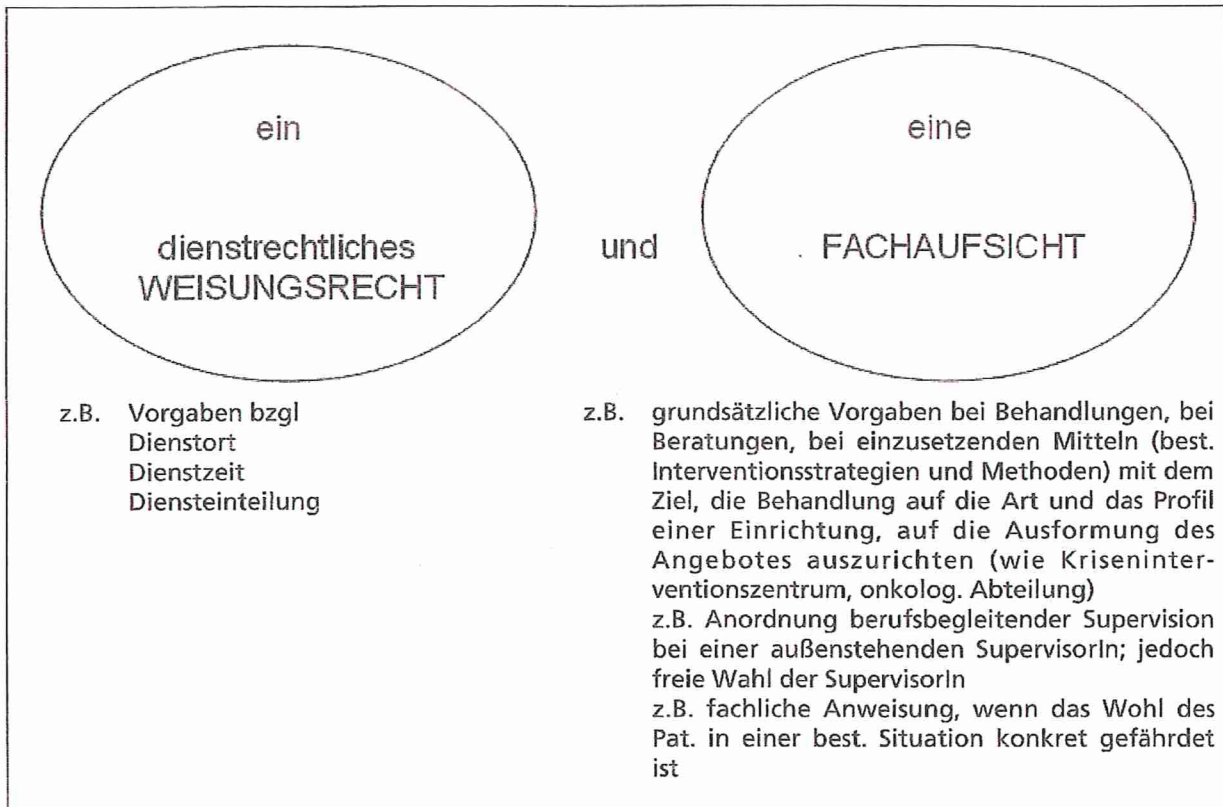 ein
dienstrechtliches
WEISUNGSRECHT
und
eine
FACHAUFSICHT
z.B. Vorgaben bzgl
Dienstort
Dienstzeit
Diensteinteilung
z.B. grundsätzliche Vorgaben bei Behandlungen, bei
Beratungen, bei einzusetzenden Mitteln (best.
Interventionsstrategien und Methoden) mit dem
Ziel, die Behandlung auf die Art und das Profil
einer Einrichtung, auf die Ausformung des
Angebotes auszurichten (wie Kriseninter-
ventionszentrum, onkolog. Abteilung)
z.B. Anordnung berufsbegleitender Supervision
bei einer außenstehenden SupervisorIn; jedoch
freie Wahl der SupervisorIn
z.B. fachliche Anweisung, wenn das Wohl des
Pat. in einer best. Situation konkret gefährdet
ist